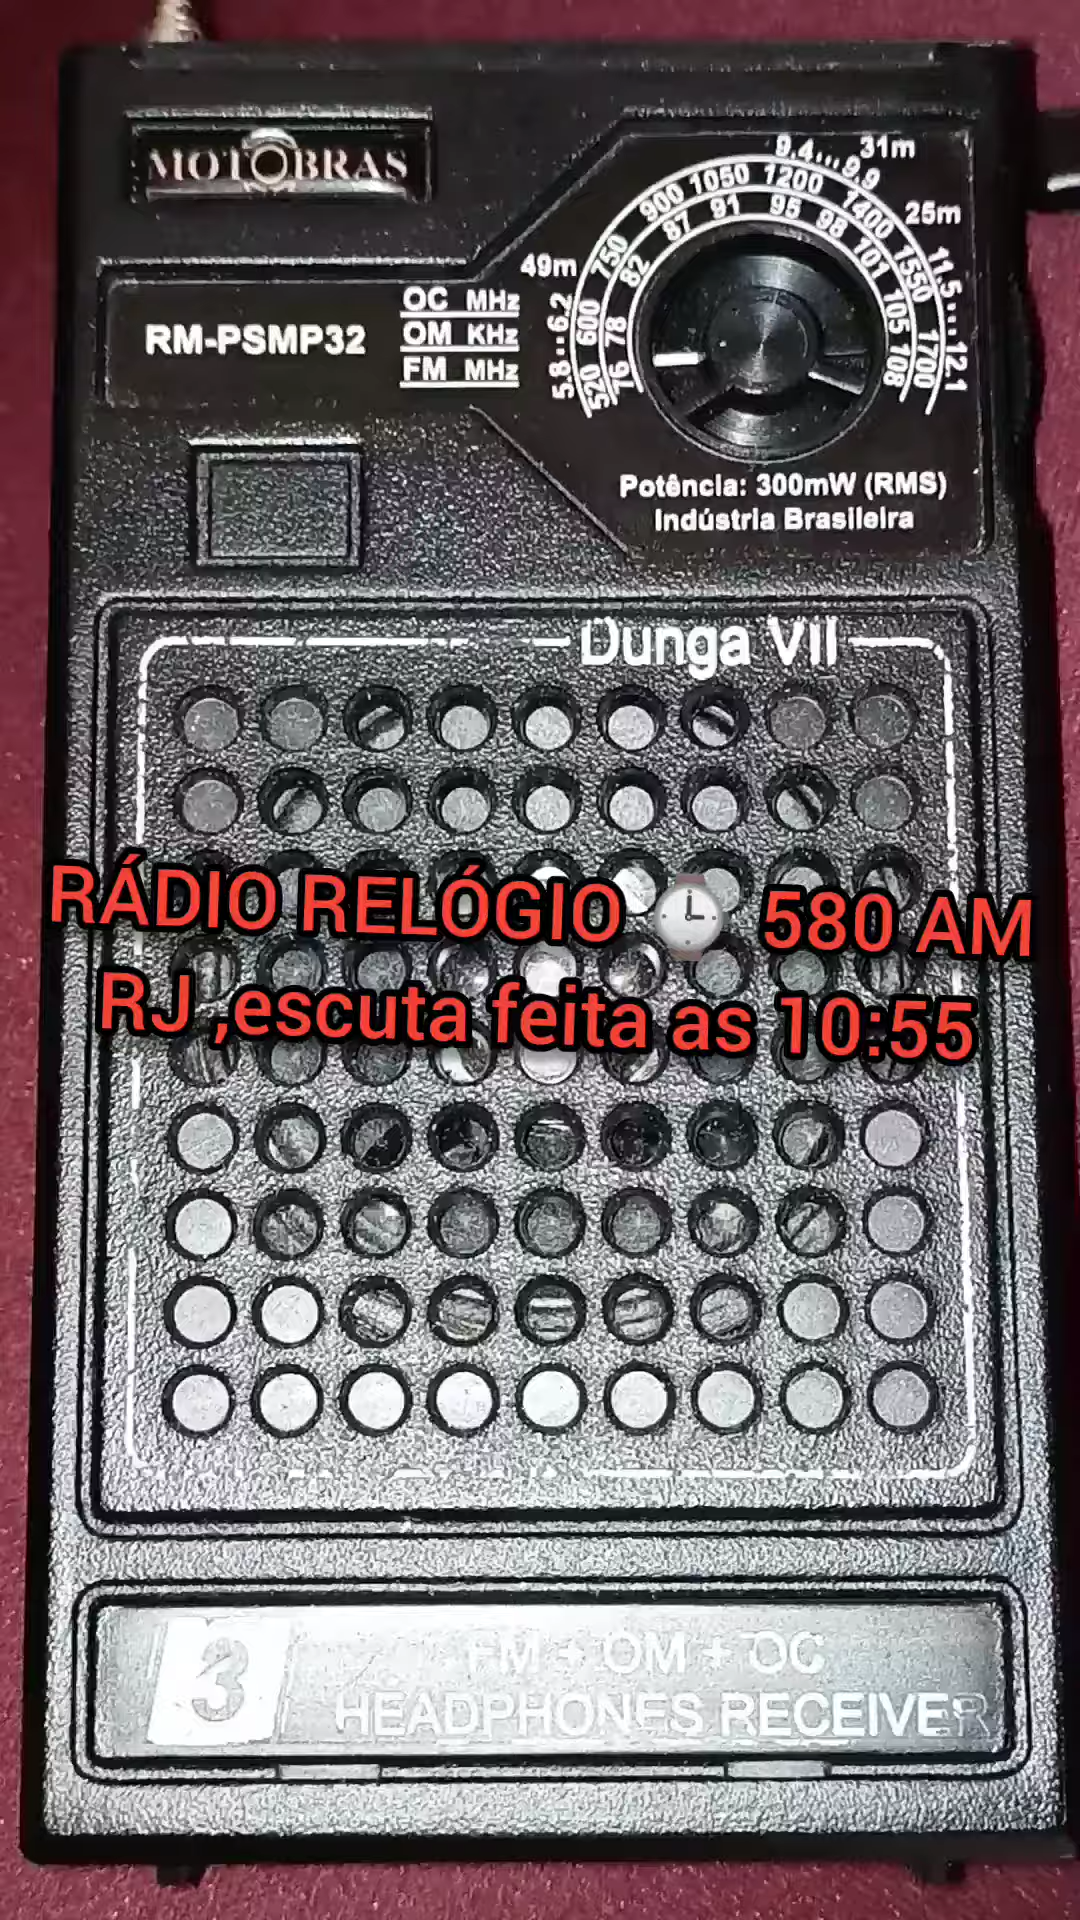 MOTOBRAS
RM-PSMP32
OC MHz
OM KHz
FM MHz
49m
31m
25m
5.8...6.2
9.4...9.9
11.5....12.1
520 600 750 900 1050 1200 1400 1550 1700
76 78 82 87 91 95 98 101 105 108
Potência: 300mW (RMS)
Indústria Brasileira
Dunga VII
RÁDIO RELÓGIO ⌚ 580 AM
RJ ,escuta feita as 10:55
3
FM + OM + OC
HEADPHONES RECEIVER